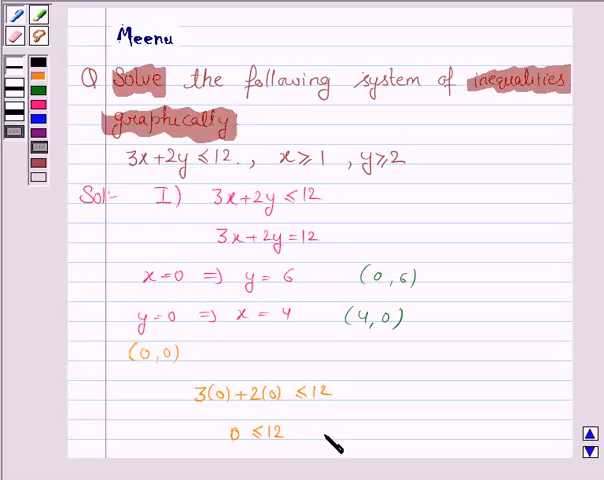 Meenu
Q Solve the following system of inequalities
graphically
3x+2y ≤ 12. , x ≥ 1 , y ≥ 2
Sol:- I) 3x+2y ≤ 12
3x+2y = 12
x=0 ⇒ y = 6 (0, 6)
y=0 ⇒ x = 4 (4, 0)
(0, 0)
3(0)+2(0) ≤ 12
0 ≤ 12